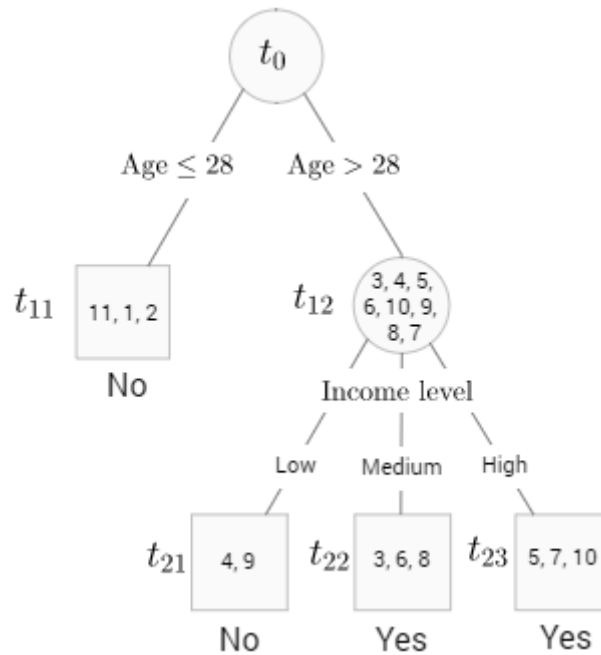 t₀
Age ≤ 28
Age > 28
t₁₁
11, 1, 2
No
t₁₂
3, 4, 5,
6, 10, 9,
8, 7
Income level
Low
Medium
High
t₂₁
4, 9
No
t₂₂
3, 6, 8
Yes
t₂₃
5, 7, 10
Yes